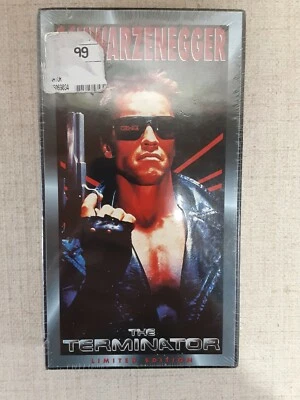 WARZENEGGER
99
THE
TERMINATOR
LIMITED EDITION